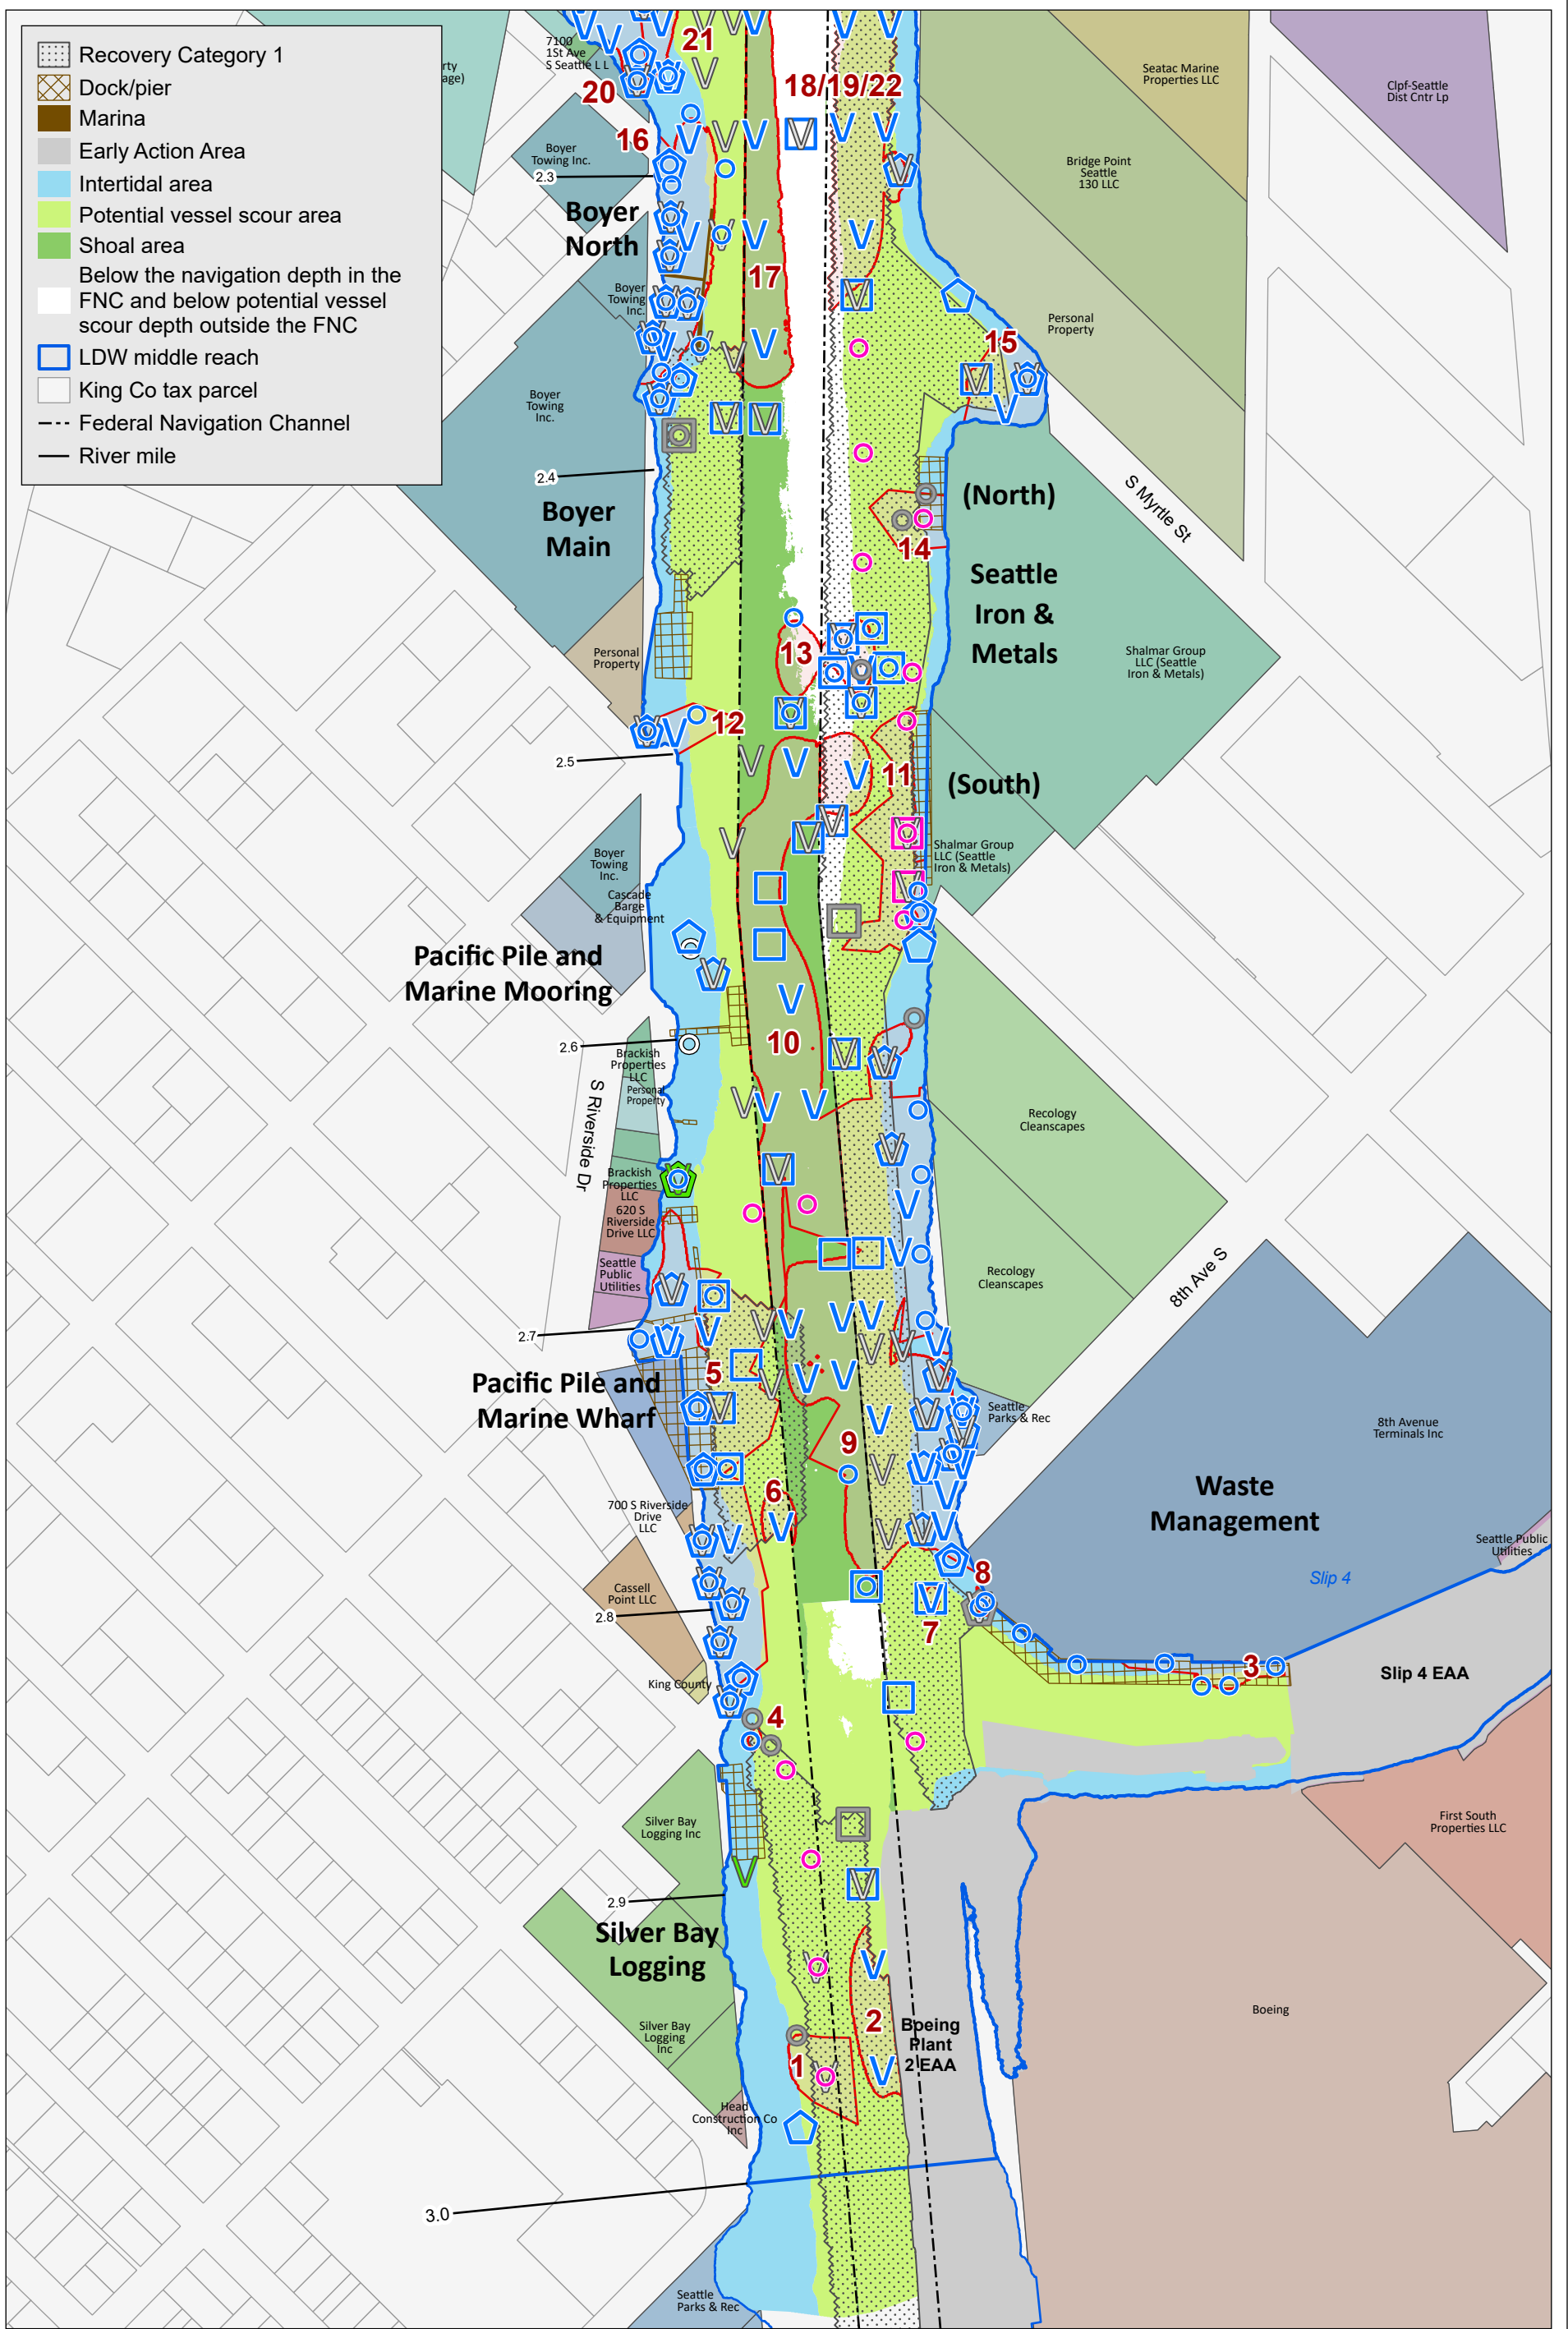 Recovery Category 1
Dock/pier
Marina
Early Action Area
Intertidal area
Potential vessel scour area
Shoal area
Below the navigation depth in the
FNC and below potential vessel
scour depth outside the FNC
LDW middle reach
King Co tax parcel
Federal Navigation Channel
River mile
rty
age)
7100
1St Ave
S Seattle L L
21
20
18/19/22
Seatac Marine
Properties LLC
Clpf-Seattle
Dist Cntr Lp
16
Boyer
Towing Inc.
2.3
Bridge Point
Seattle
130 LLC
Boyer
North
17
Boyer
Towing
Inc.
Personal
Property
15
Boyer
Towing
Inc.
2.4
Boyer
Main
(North)
S Myrtle St
14
Seattle
Iron &
Metals
Personal
Property
13
Shalmar Group
LLC (Seattle
Iron & Metals)
12
2.5
11
(South)
Boyer
Towing
Inc.
Shalmar Group
LLC (Seattle
Iron & Metals)
Cascade
Barge
& Equipment
Pacific Pile and
Marine Mooring
10
2.6
Brackish
Properties
LLC
Personal
Property
S Riverside Dr
Recology
Cleanscapes
Brackish
Properties
LLC
620 S
Riverside
Drive LLC
Seattle
Public
Utilities
Recology
Cleanscapes
8th Ave S
2.7
5
Pacific Pile and
Marine Wharf
Seattle
Parks & Rec
8th Avenue
Terminals Inc
9
6
Waste
Management
700 S Riverside
Drive
LLC
Seattle Public
Utilities
8
Slip 4
Cassell
Point LLC
2.8
7
3
Slip 4 EAA
King County
4
Silver Bay
Logging Inc
First South
Properties LLC
2.9
Silver Bay
Logging
Boeing
2
Boeing
Plant
2 EAA
Silver Bay
Logging
Inc
1
Head
Construction Co
Inc
3.0
Seattle
Parks & Rec